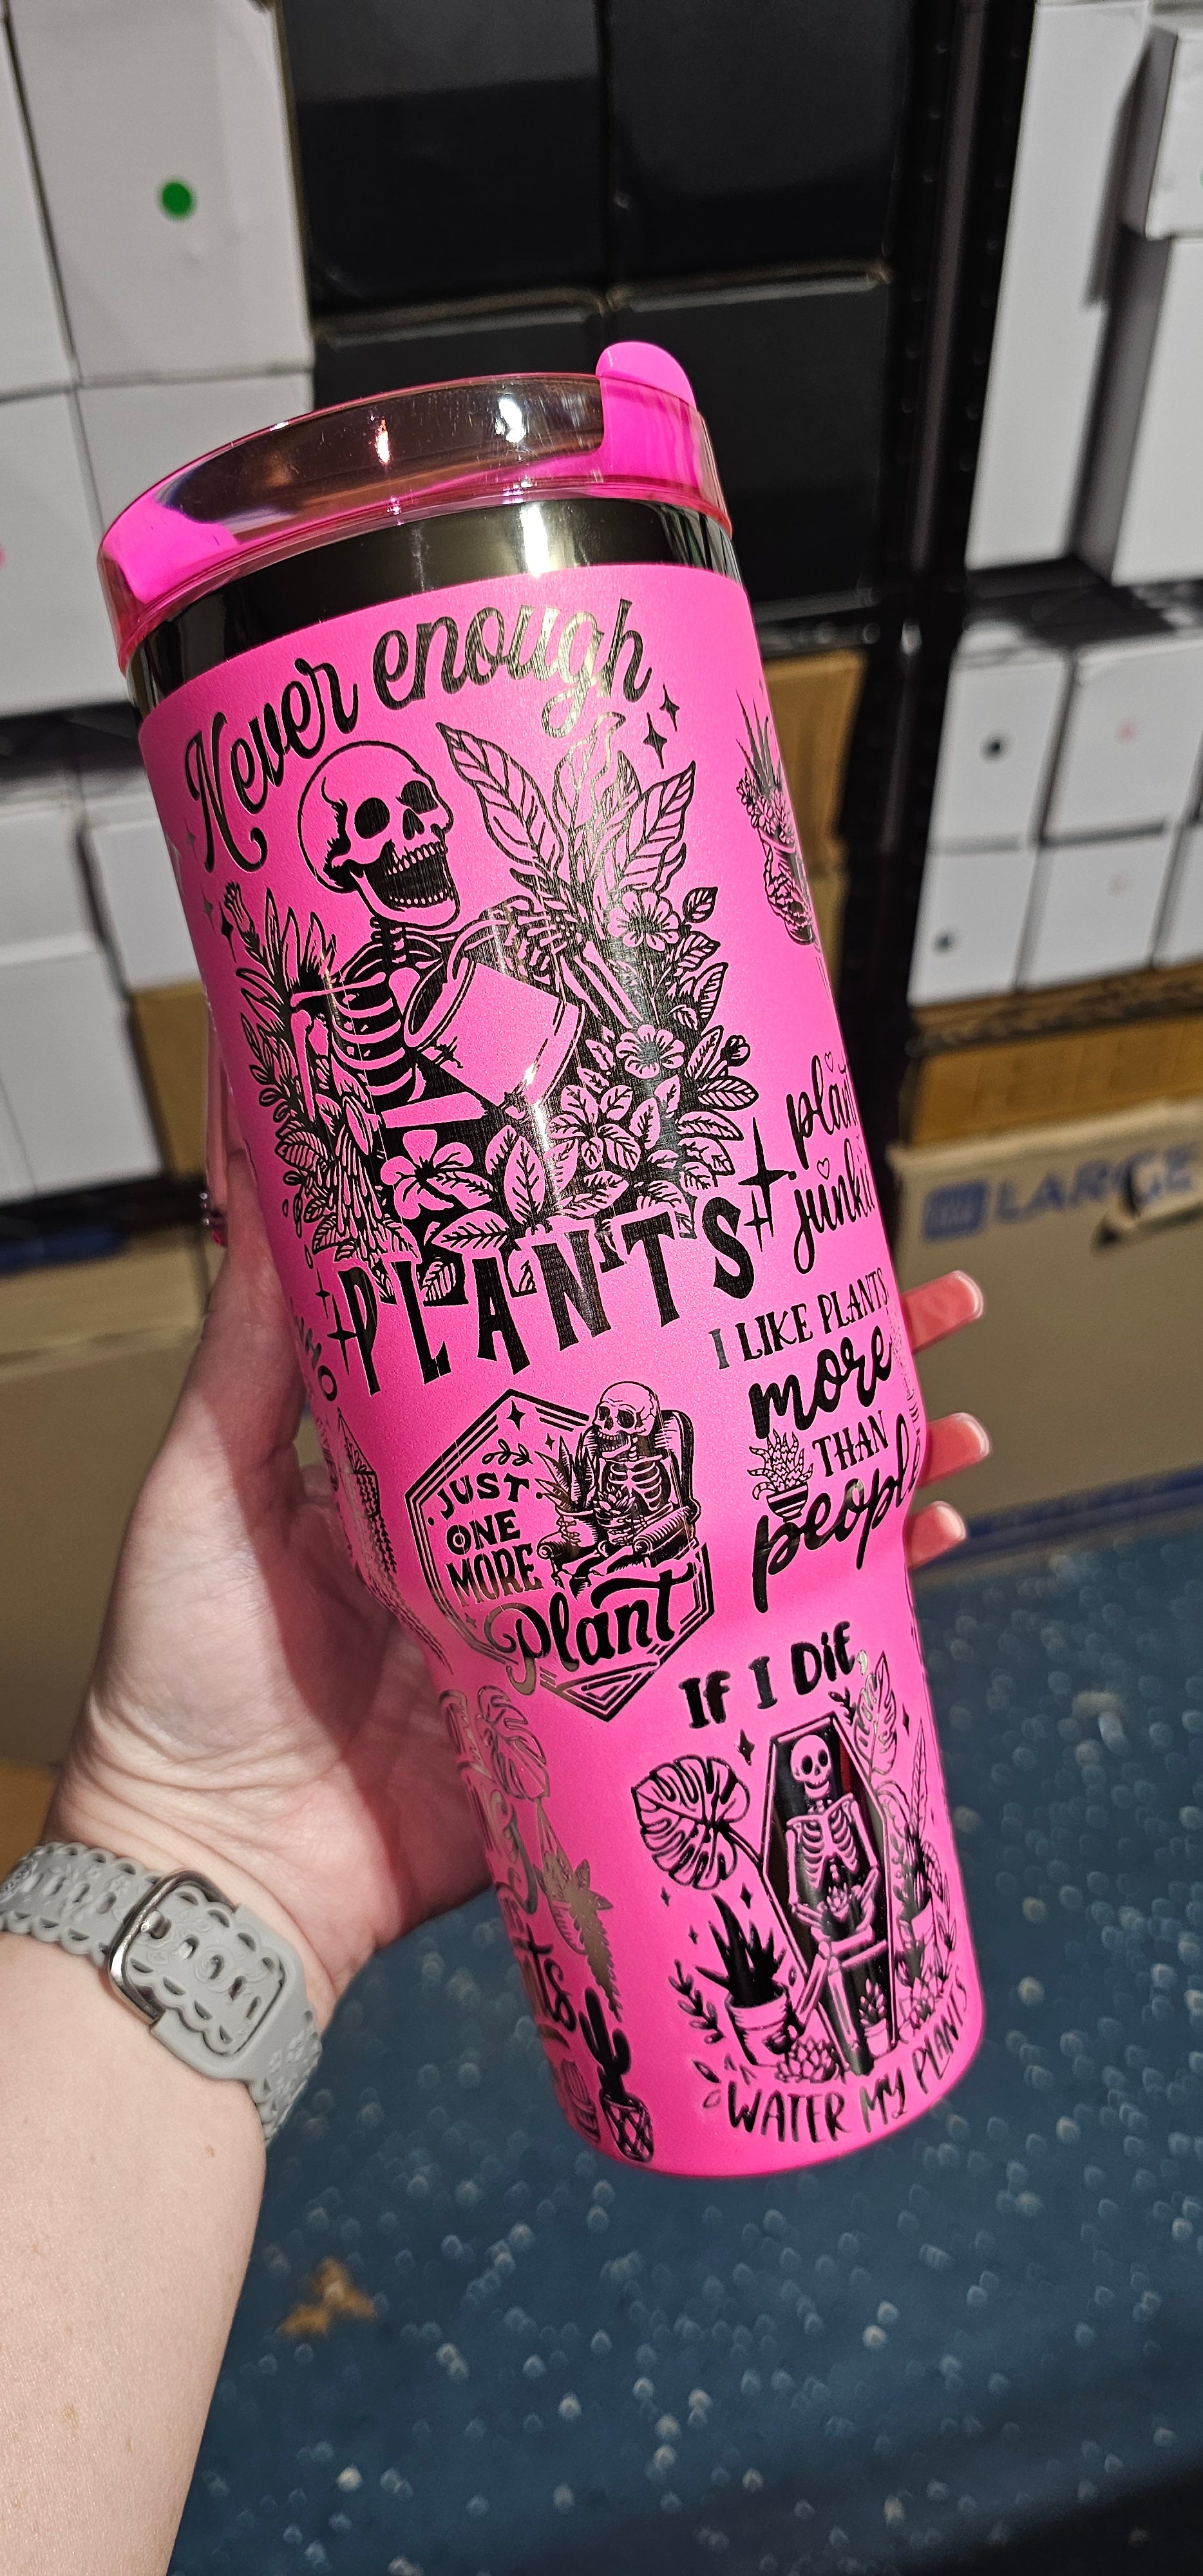 Never enough
PLANTS
plant
junkie
I LIKE PLANTS
more
THAN
people
JUST
ONE
MORE
Plant
IF I DiE,
WATER MY PLANTS
LARGE